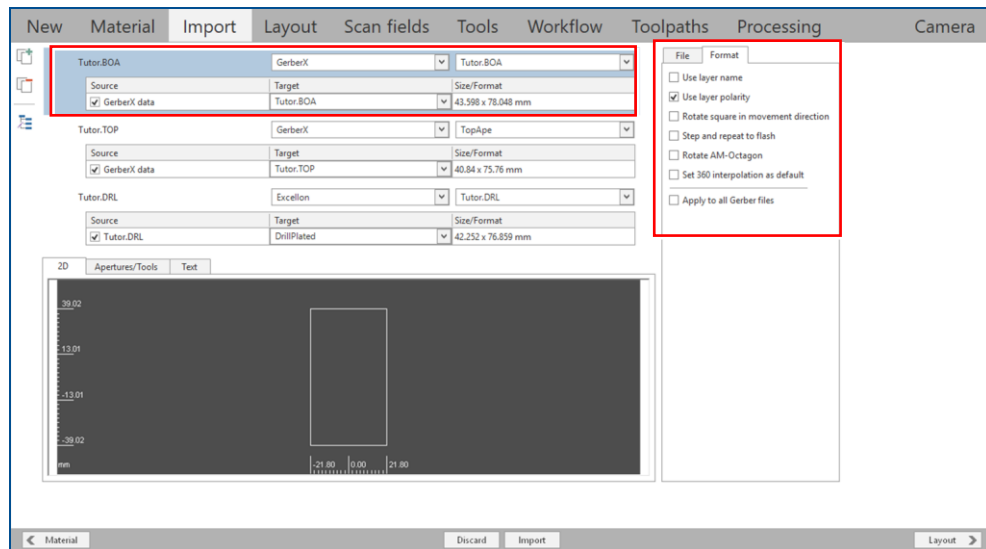 New Material Import Layout Scan fields Tools Workflow Toolpaths Processing Camera
Tutor.BOA GerberX Tutor.BOA
Source Target Size/Format
GerberX data Tutor.BOA 43.598 x 78.048 mm
Tutor.TOP GerberX TopApe
Source Target Size/Format
GerberX data Tutor.TOP 40.84 x 75.76 mm
Tutor.DRL Excellon Tutor.DRL
Source Target Size/Format
Tutor.DRL DrillPlated 42.252 x 76.859 mm
File Format
Use layer name
Use layer polarity
Rotate square in movement direction
Step and repeat to flash
Rotate AM-Octagon
Set 360 interpolation as default
Apply to all Gerber files
2D Apertures/Tools Text
39.02
13.01
-13.01
-39.02
mm -21.80 0.00 21.80
Material Discard Import Layout